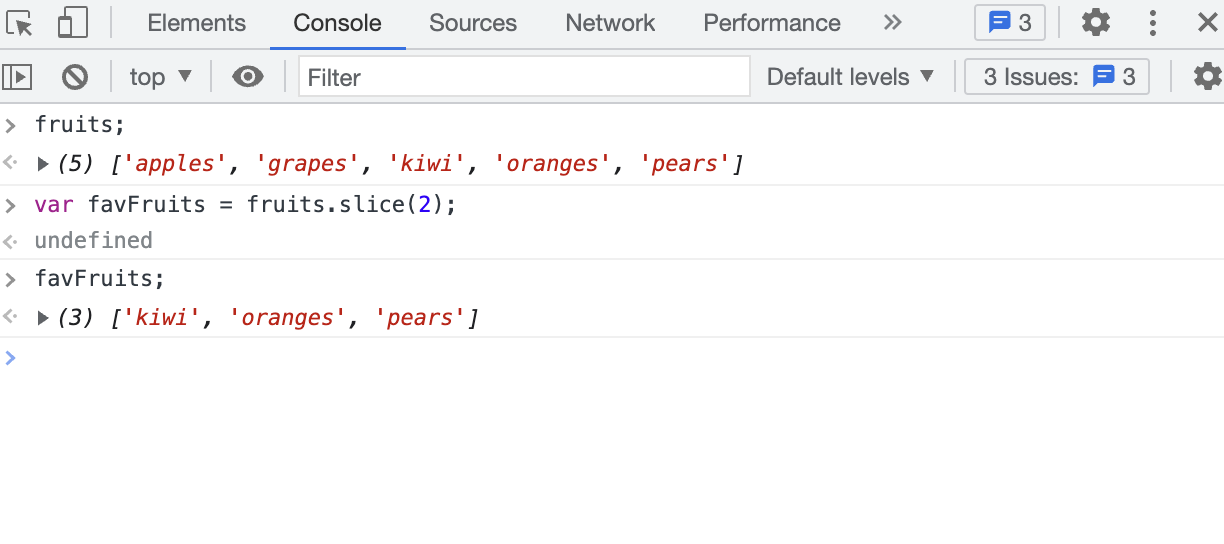 Elements Console Sources Network Performance » 3
top ▼ Filter Default levels ▼ 3 Issues: 3
> fruits;
(5) ['apples', 'grapes', 'kiwi', 'oranges', 'pears']
> var favFruits = fruits.slice(2);
undefined
> favFruits;
(3) ['kiwi', 'oranges', 'pears']
>